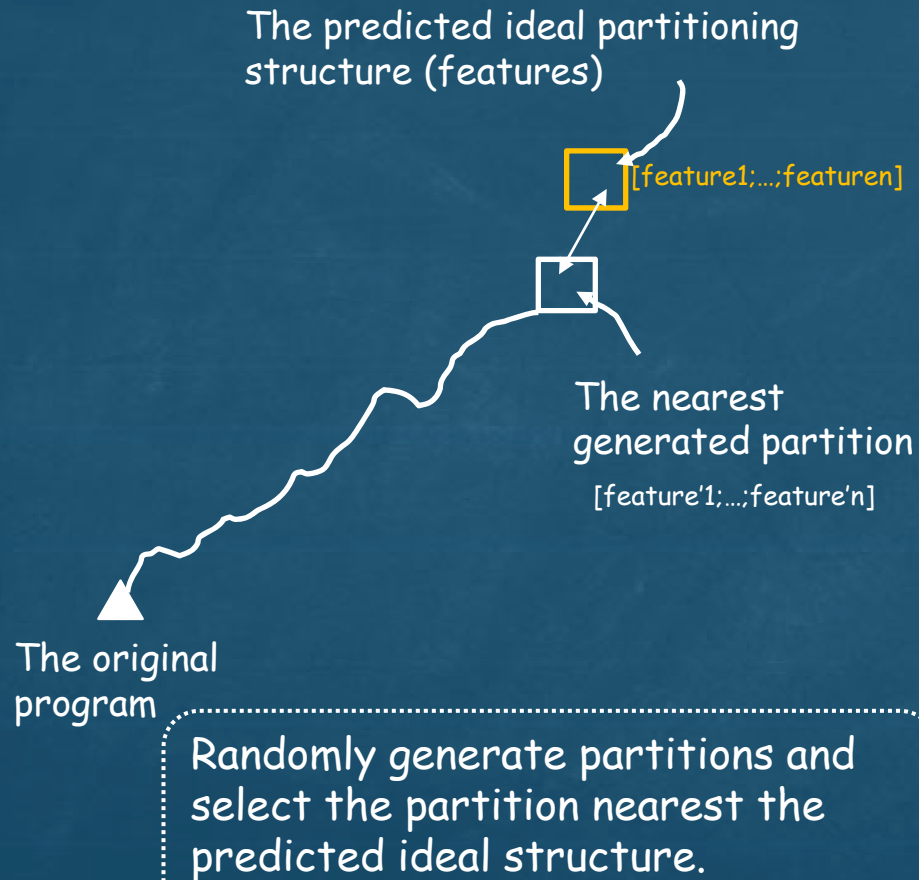 The predicted ideal partitioning
structure (features)
[feature1;...;featuren]
The nearest
generated partition
[feature'1;...;feature'n]
The original
program
Randomly generate partitions and
select the partition nearest the
predicted ideal structure.